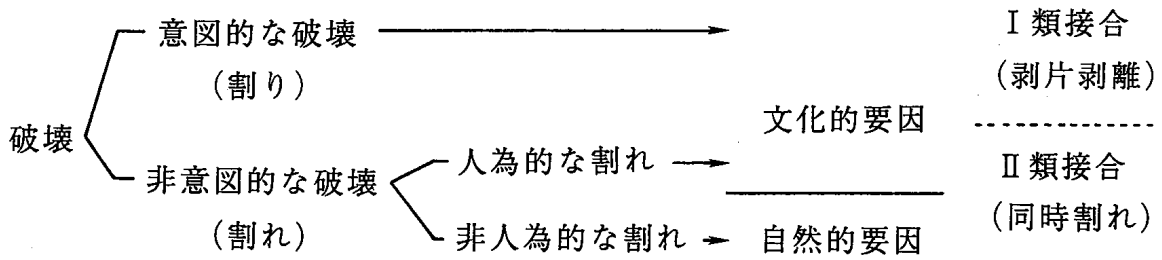 意図的な破壊
(割り)
破壊
非意図的な破壊
(割れ)
人為的な割れ
非人為的な割れ
文化的要因
自然的要因
Ⅰ類接合
(剥片剥離)
Ⅱ類接合
(同時割れ)